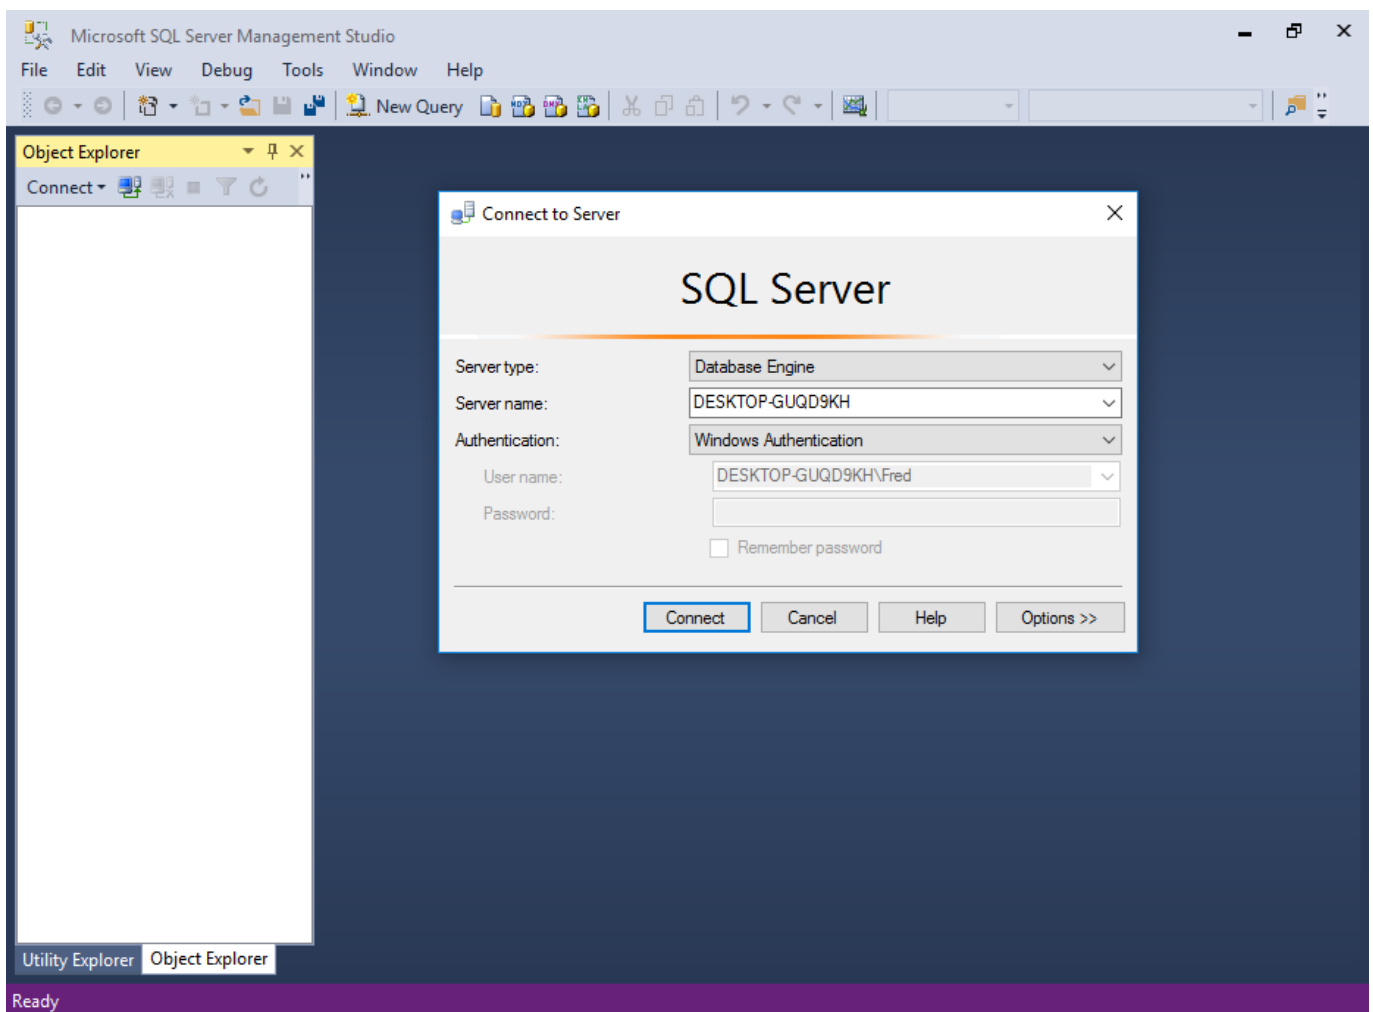 Microsoft SQL Server Management Studio
File Edit View Debug Tools Window Help
New Query
Object Explorer
Connect
Connect to Server
SQL Server
Server type: Database Engine
Server name: DESKTOP-GUQD9KH
Authentication: Windows Authentication
User name: DESKTOP-GUQD9KH\Fred
Password:
Remember password
Connect Cancel Help Options >>
Utility Explorer Object Explorer
Ready